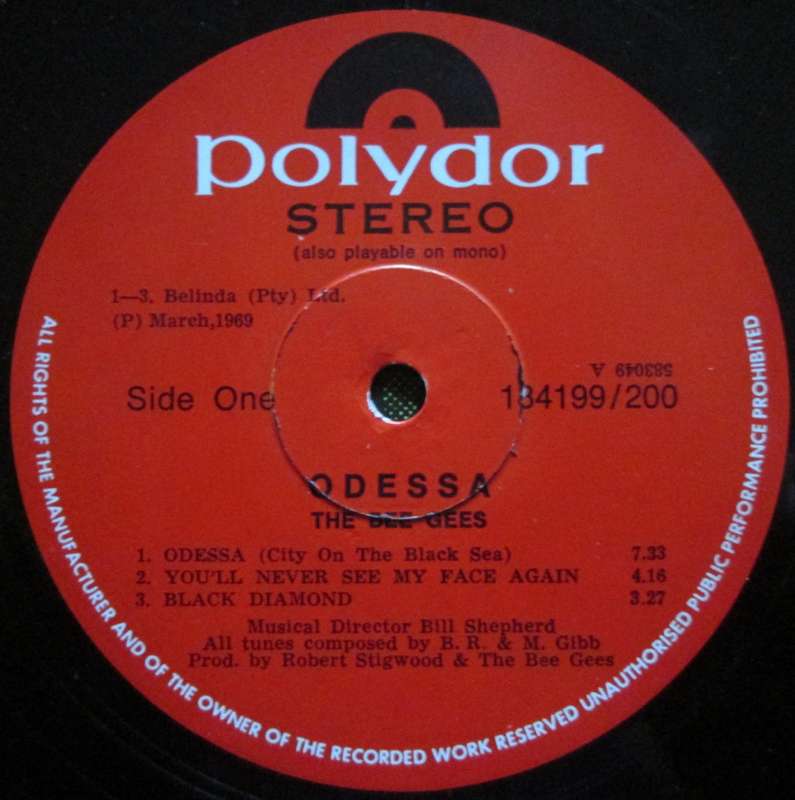 polydor
STEREO
(also playable on mono)
1—3. Belinda (Pty) Ltd.
(P) March,1969
583049 A
Side One
184199/200
ODESSA
THE BEE GEES
1. ODESSA (City On The Black Sea) 7.33
2. YOU'LL NEVER SEE MY FACE AGAIN 4.16
3. BLACK DIAMOND 3.27
Musical Director Bill Shepherd
All tunes composed by B. R. & M. Gibb
Prod. by Robert Stigwood & The Bee Gees
ALL RIGHTS OF THE MANUFACTURER AND OF THE OWNER OF THE RECORDED WORK RESERVED UNAUTHORISED PUBLIC PERFORMANCE PROHIBITED